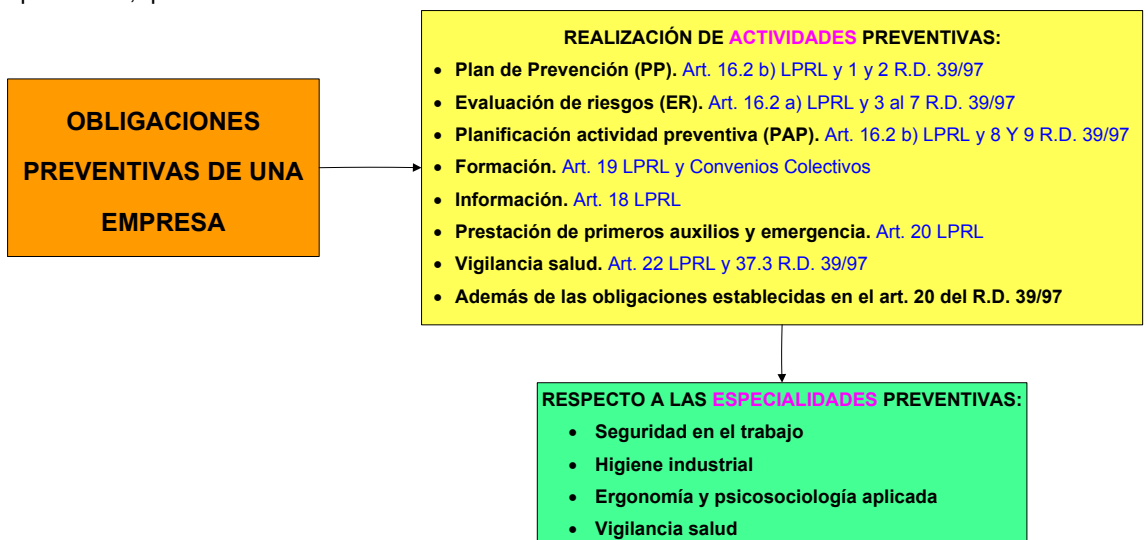 OBLIGACIONES
PREVENTIVAS DE UNA
EMPRESA
REALIZACIÓN DE ACTIVIDADES PREVENTIVAS:
• Plan de Prevención (PP). Art. 16.2 b) LPRL y 1 y 2 R.D. 39/97
• Evaluación de riesgos (ER). Art. 16.2 a) LPRL y 3 al 7 R.D. 39/97
• Planificación actividad preventiva (PAP). Art. 16.2 b) LPRL y 8 Y 9 R.D. 39/97
• Formación. Art. 19 LPRL y Convenios Colectivos
• Información. Art. 18 LPRL
• Prestación de primeros auxilios y emergencia. Art. 20 LPRL
• Vigilancia salud. Art. 22 LPRL y 37.3 R.D. 39/97
• Además de las obligaciones establecidas en el art. 20 del R.D. 39/97
RESPECTO A LAS ESPECIALIDADES PREVENTIVAS:
• Seguridad en el trabajo
• Higiene industrial
• Ergonomía y psicosociología aplicada
• Vigilancia salud